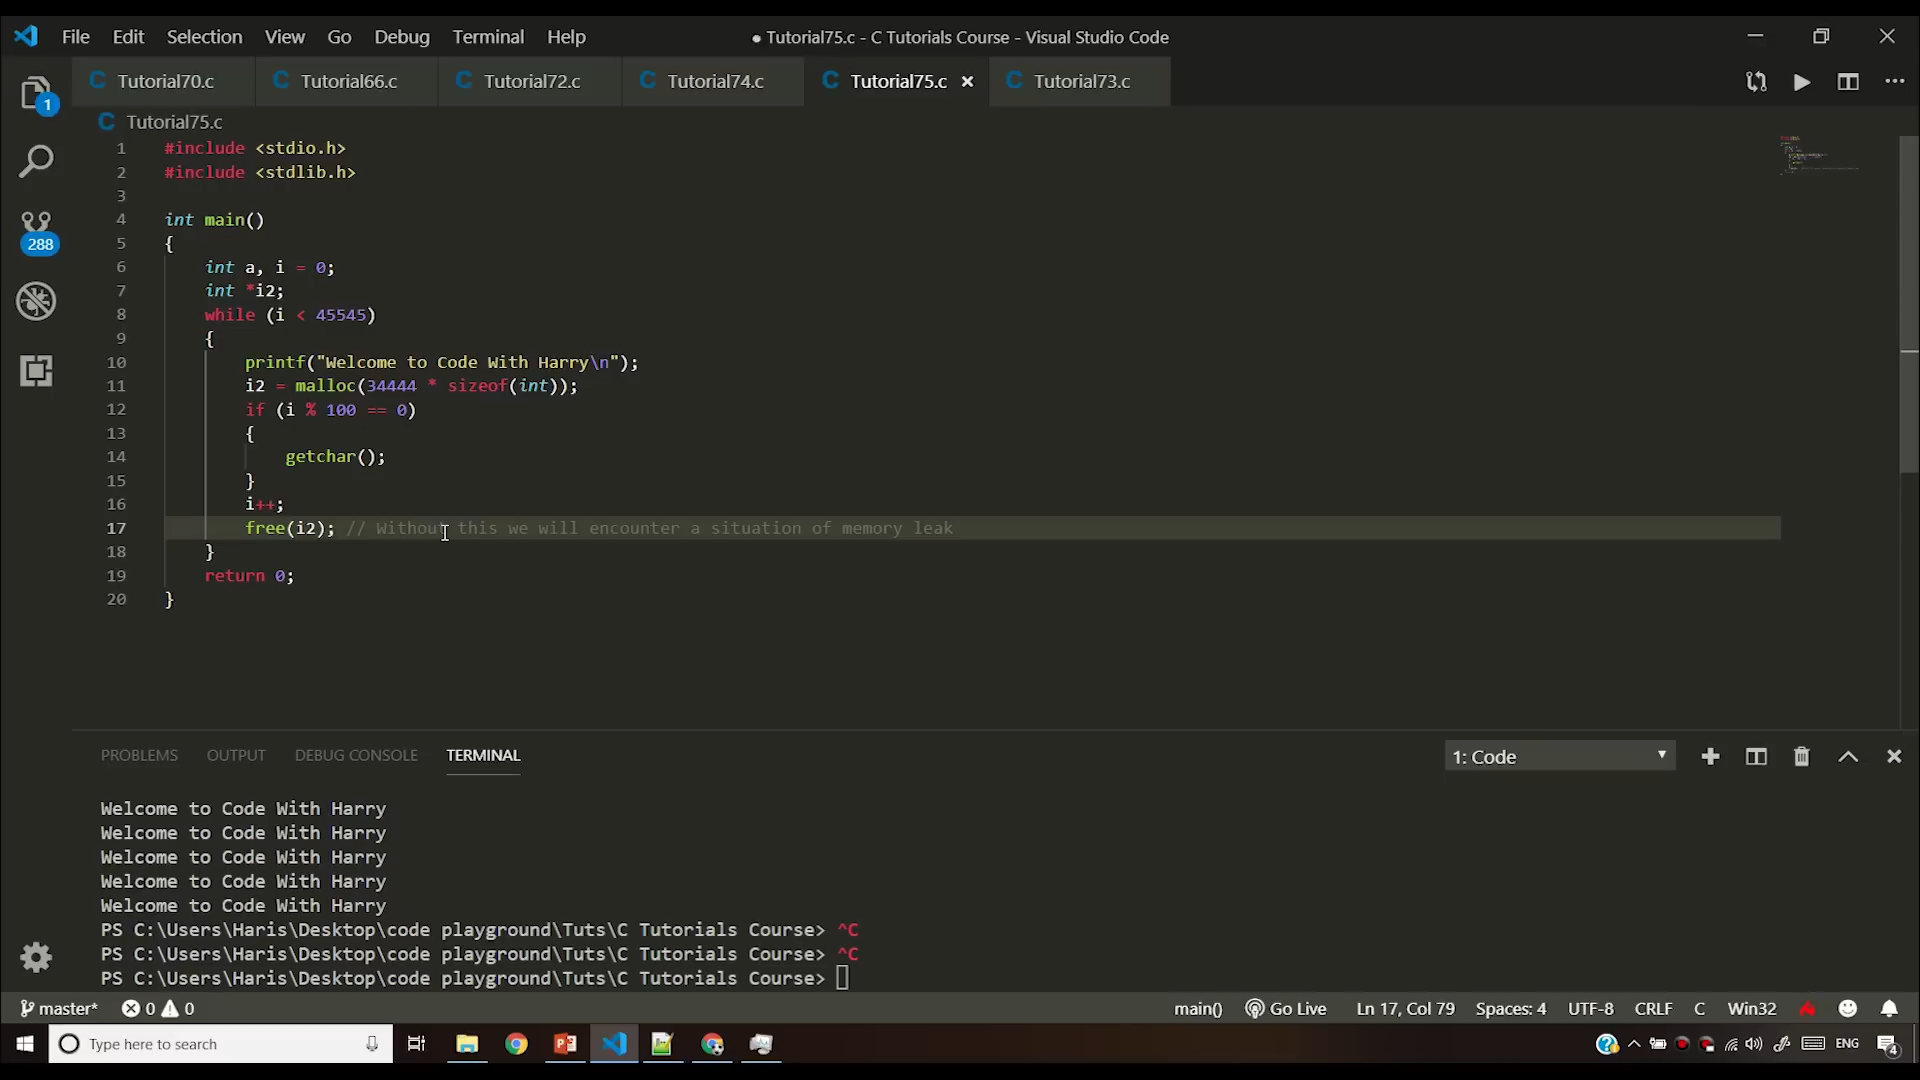 File Edit Selection View Go Debug Terminal Help ● Tutorial75.c - C Tutorials Course - Visual Studio Code
C Tutorial70.c C Tutorial66.c C Tutorial72.c C Tutorial74.c C Tutorial75.c × C Tutorial73.c
1
C Tutorial75.c
1 #include <stdio.h>
2 #include <stdlib.h>
3
4 int main()
5 {
6 int a, i = 0;
7 int *i2;
8 while (i < 45545)
9 {
10 printf("Welcome to Code With Harry\n");
11 i2 = malloc(34444 * sizeof(int));
12 if (i % 100 == 0)
13 {
14 getchar();
15 }
16 i++;
17 free(i2); // Without this we will encounter a situation of memory leak
18 }
19 return 0;
20 }
288
PROBLEMS OUTPUT DEBUG CONSOLE TERMINAL 1: Code
Welcome to Code With Harry
Welcome to Code With Harry
Welcome to Code With Harry
Welcome to Code With Harry
Welcome to Code With Harry
PS C:\Users\Haris\Desktop\code playground\Tuts\C Tutorials Course> ^C
PS C:\Users\Haris\Desktop\code playground\Tuts\C Tutorials Course> ^C
PS C:\Users\Haris\Desktop\code playground\Tuts\C Tutorials Course>
master* 0 0 main() Go Live Ln 17, Col 79 Spaces: 4 UTF-8 CRLF C Win32
Type here to search ENG 4